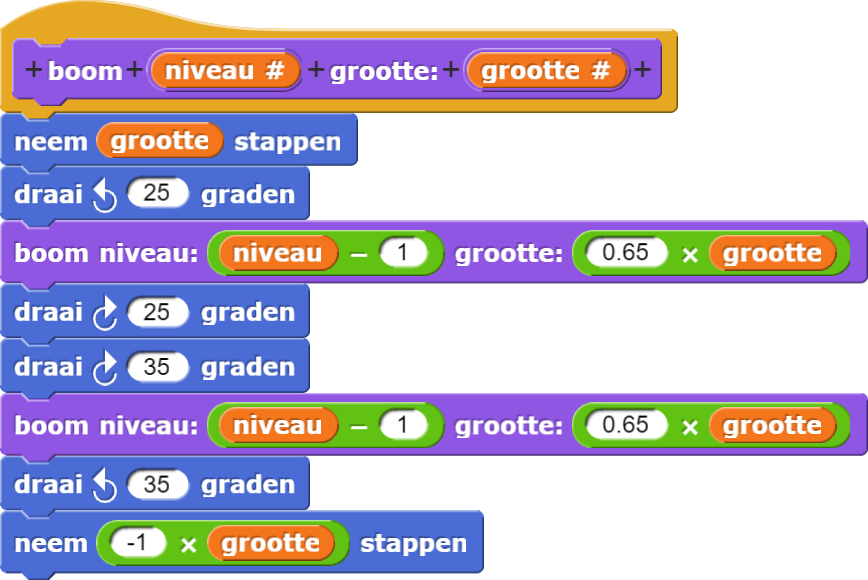 + boom + niveau # + grootte: + grootte # +
neem grootte stappen
draai 25 graden
boom niveau: niveau − 1 grootte: 0.65 × grootte
draai 25 graden
draai 35 graden
boom niveau: niveau − 1 grootte: 0.65 × grootte
draai 35 graden
neem -1 × grootte stappen